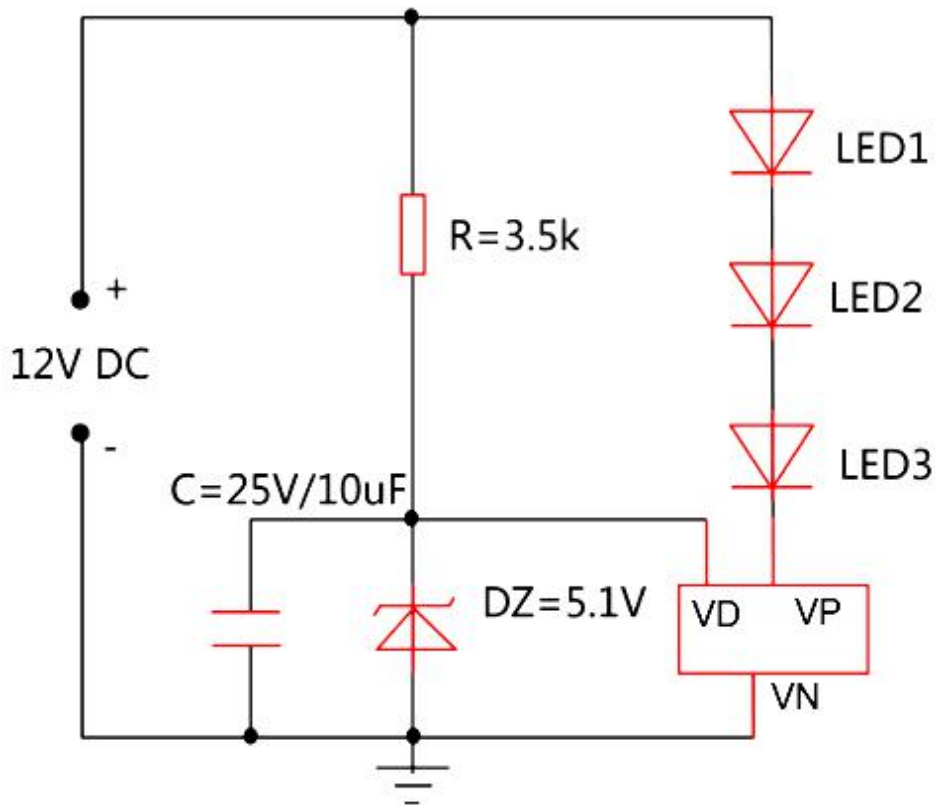 LED1
R=3.5k
+
LED2
12V DC
-
LED3
C=25V/10uF
DZ=5.1V
VD
VP
VN